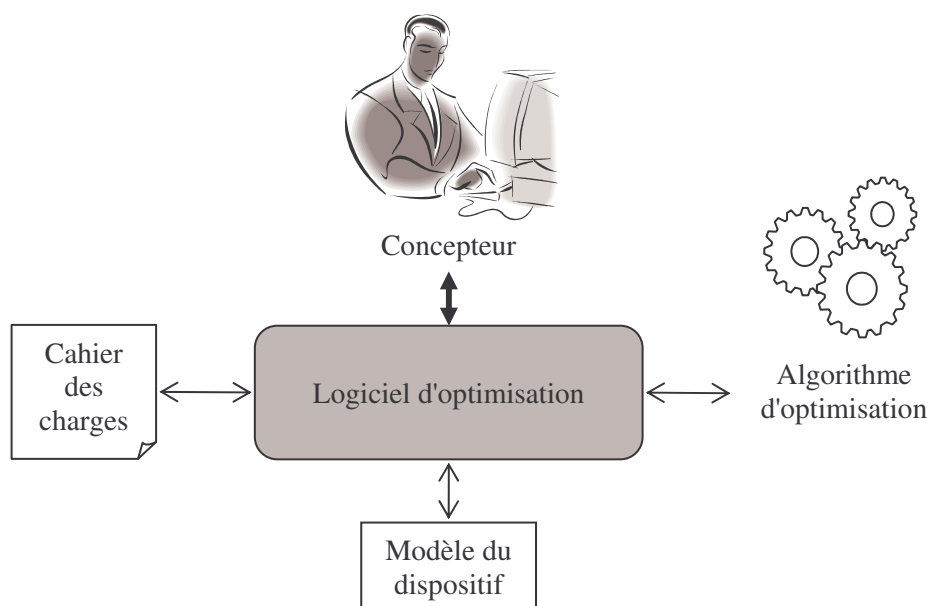 Concepteur
Cahier
des
charges
Logiciel d'optimisation
Algorithme
d'optimisation
Modèle du
dispositif